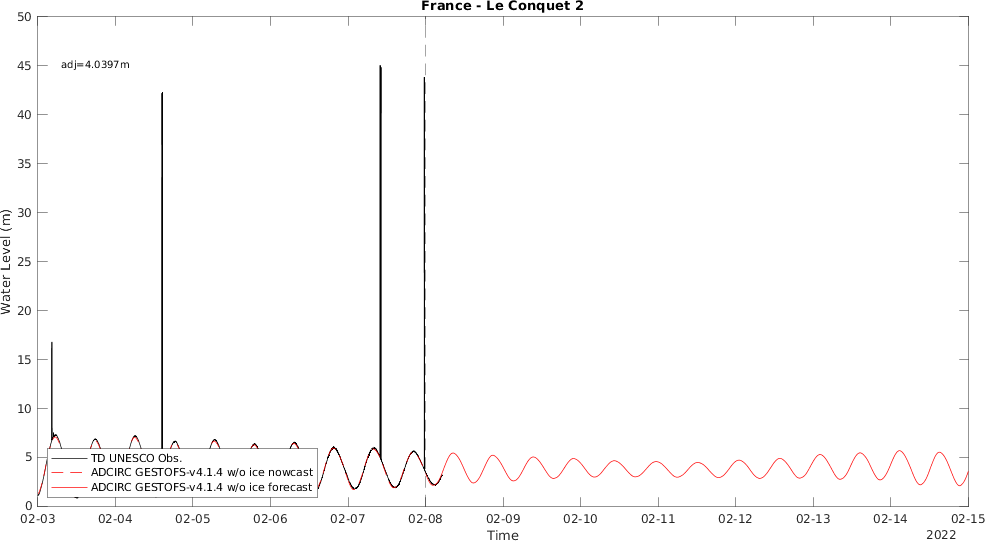 France - Le Conquet 2
50
45
40
35
30
25
20
15
10
5
0
adj=4.0397m
Water Level (m)
TD UNESCO Obs.
ADCIRC GESTOFS-v4.1.4 w/o ice nowcast
ADCIRC GESTOFS-v4.1.4 w/o ice forecast
02-03 02-04 02-05 02-06 02-07 02-08 02-09 02-10 02-11 02-12 02-13 02-14 02-15
Time
2022